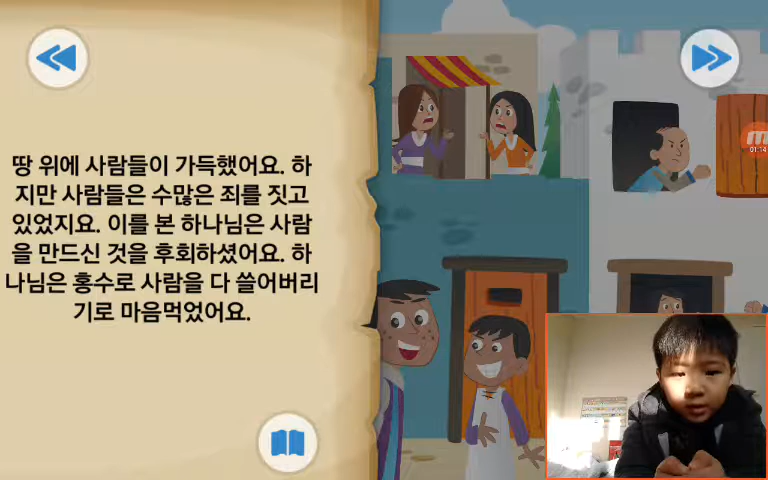 땅 위에 사람들이 가득했어요. 하
지만 사람들은 수많은 죄를 짓고
있었지요. 이를 본 하나님은 사람
을 만드신 것을 후회하셨어요. 하
나님은 홍수로 사람을 다 쓸어버리
기로 마음먹었어요.
01:14